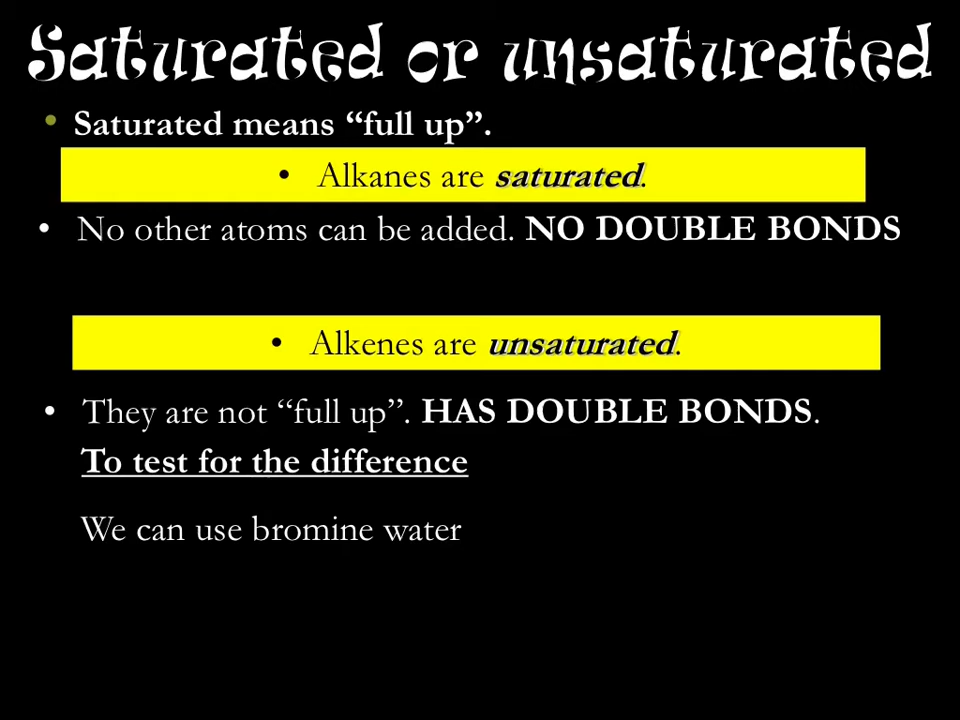 Saturated or unsaturated
• Saturated means “full up”.
• Alkanes are saturated.
• No other atoms can be added. NO DOUBLE BONDS
• Alkenes are unsaturated.
• They are not “full up”. HAS DOUBLE BONDS.
To test for the difference
We can use bromine water